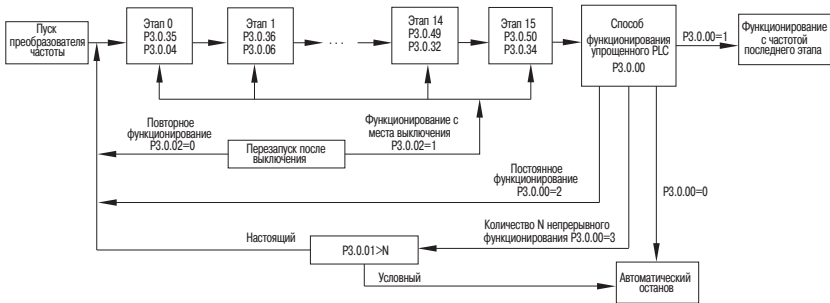 Пуск
преобразователя
частоты
Этап 0
P3.0.35
P3.0.04
Этап 1
P3.0.36
P3.0.06
...
Этап 14
P3.0.49
P3.0.32
Этап 15
P3.0.50
P3.0.34
Способ
функционирования
упрощенного PLC
P3.0.00
P3.0.00=1
Функционирование
с частотой
последнего этапа
Повторное
функционирование
P3.0.02=0
Перезапуск после
выключения
Функционирование с
места выключения
P3.0.02=1
Постоянное
функционирование
P3.0.00=2
P3.0.00=0
Настоящий
P3.0.01>N
Количество N непрерывного
функционирования P3.0.00=3
Условный
Автоматический
останов